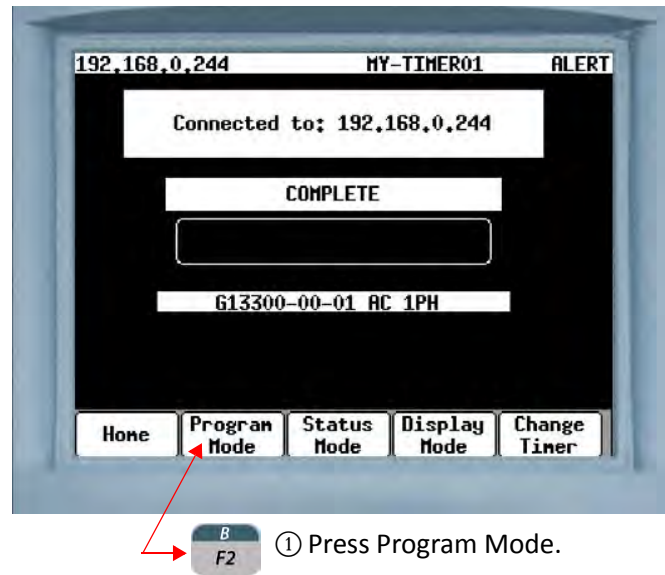 192.168.0.244 MY-TIMER01 ALERT
Connected to: 192.168.0.244
COMPLETE
G13300-00-01 AC 1PH
Home Program Mode Status Mode Display Mode Change Timer
B
F2 ① Press Program Mode.